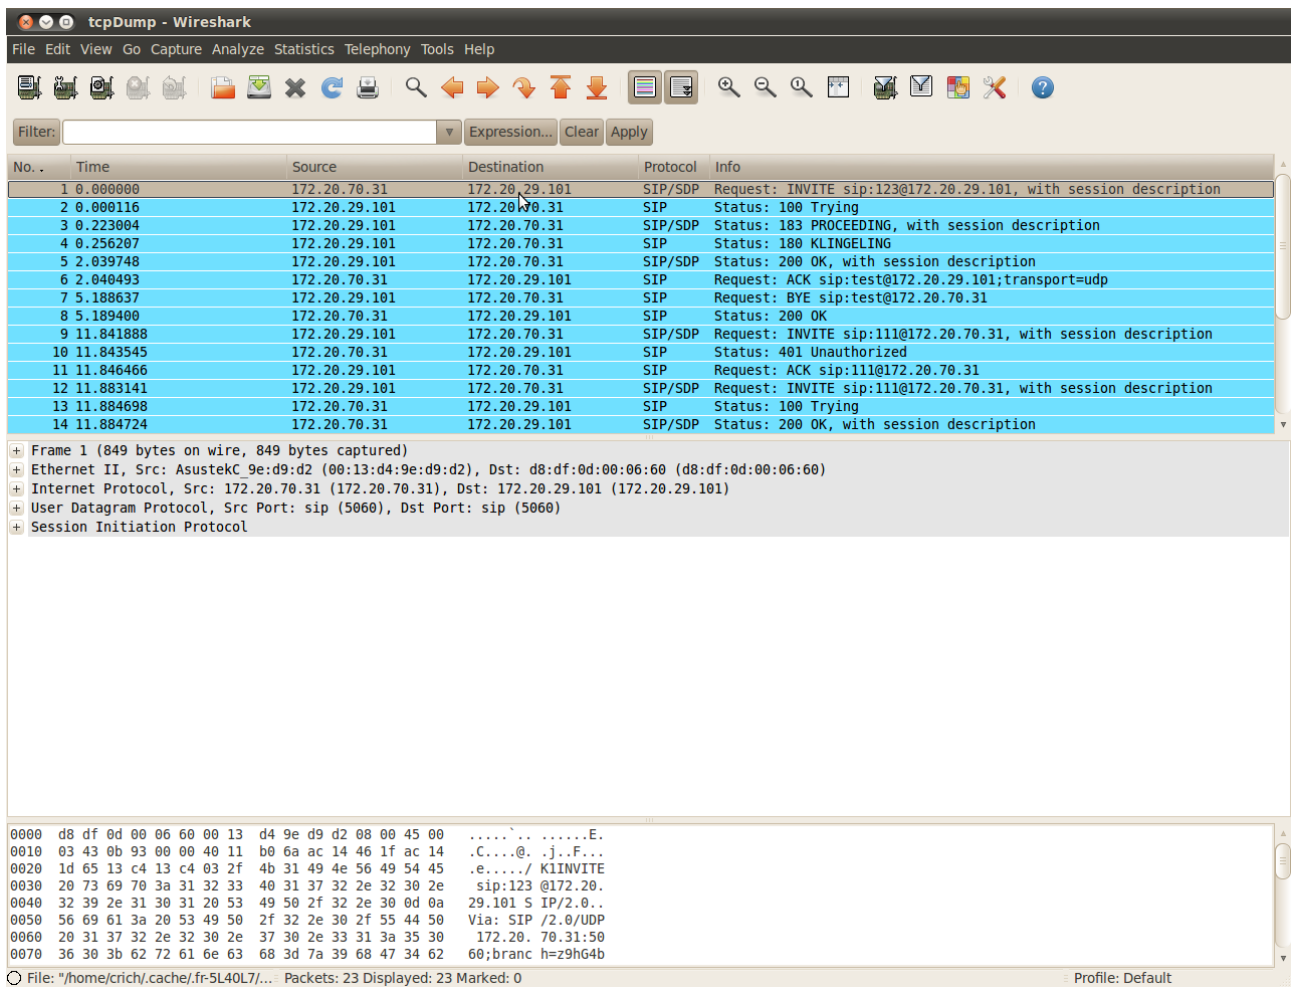 tcpDump - Wireshark
File Edit View Go Capture Analyze Statistics Telephony Tools Help
Filter: Expression... Clear Apply
No. . Time Source Destination Protocol Info
1 0.000000 172.20.70.31 172.20.29.101 SIP/SDP Request: INVITE sip:123@172.20.29.101, with session description
2 0.000116 172.20.29.101 172.20.70.31 SIP Status: 100 Trying
3 0.223004 172.20.29.101 172.20.70.31 SIP/SDP Status: 183 PROCEEDING, with session description
4 0.256207 172.20.29.101 172.20.70.31 SIP Status: 180 KLINGELING
5 2.039748 172.20.29.101 172.20.70.31 SIP/SDP Status: 200 OK, with session description
6 2.040493 172.20.70.31 172.20.29.101 SIP Request: ACK sip:test@172.20.29.101;transport=udp
7 5.188637 172.20.29.101 172.20.70.31 SIP Request: BYE sip:test@172.20.70.31
8 5.189400 172.20.70.31 172.20.29.101 SIP Status: 200 OK
9 11.841888 172.20.29.101 172.20.70.31 SIP/SDP Request: INVITE sip:111@172.20.70.31, with session description
10 11.843545 172.20.70.31 172.20.29.101 SIP Status: 401 Unauthorized
11 11.846466 172.20.29.101 172.20.70.31 SIP Request: ACK sip:111@172.20.70.31
12 11.883141 172.20.29.101 172.20.70.31 SIP/SDP Request: INVITE sip:111@172.20.70.31, with session description
13 11.884698 172.20.70.31 172.20.29.101 SIP Status: 100 Trying
14 11.884724 172.20.70.31 172.20.29.101 SIP/SDP Status: 200 OK, with session description
Frame 1 (849 bytes on wire, 849 bytes captured)
Ethernet II, Src: AsustekC_9e:d9:d2 (00:13:d4:9e:d9:d2), Dst: d8:df:0d:00:06:60 (d8:df:0d:00:06:60)
Internet Protocol, Src: 172.20.70.31 (172.20.70.31), Dst: 172.20.29.101 (172.20.29.101)
User Datagram Protocol, Src Port: sip (5060), Dst Port: sip (5060)
Session Initiation Protocol
0000 d8 df 0d 00 06 60 00 13 d4 9e d9 d2 08 00 45 00 .....`.. ......E.
0010 03 43 0b 93 00 00 40 11 b0 6a ac 14 46 1f ac 14 .C....@. .j..F...
0020 1d 65 13 c4 13 c4 03 2f 4b 31 49 4e 56 49 54 45 .e...../ K1INVITE
0030 20 73 69 70 3a 31 32 33 40 31 37 32 2e 32 30 2e sip:123 @172.20.
0040 32 39 2e 31 30 31 20 53 49 50 2f 32 2e 30 0d 0a 29.101 S IP/2.0..
0050 56 69 61 3a 20 53 49 50 2f 32 2e 30 2f 55 44 50 Via: SIP /2.0/UDP
0060 20 31 37 32 2e 32 30 2e 37 30 2e 33 31 3a 35 30 172.20. 70.31:50
0070 36 30 3b 62 72 61 6e 63 68 3d 7a 39 68 47 34 62 60;branc h=z9hG4b
File: "/home/crich/.cache/.fr-5L40L7/... Packets: 23 Displayed: 23 Marked: 0 Profile: Default